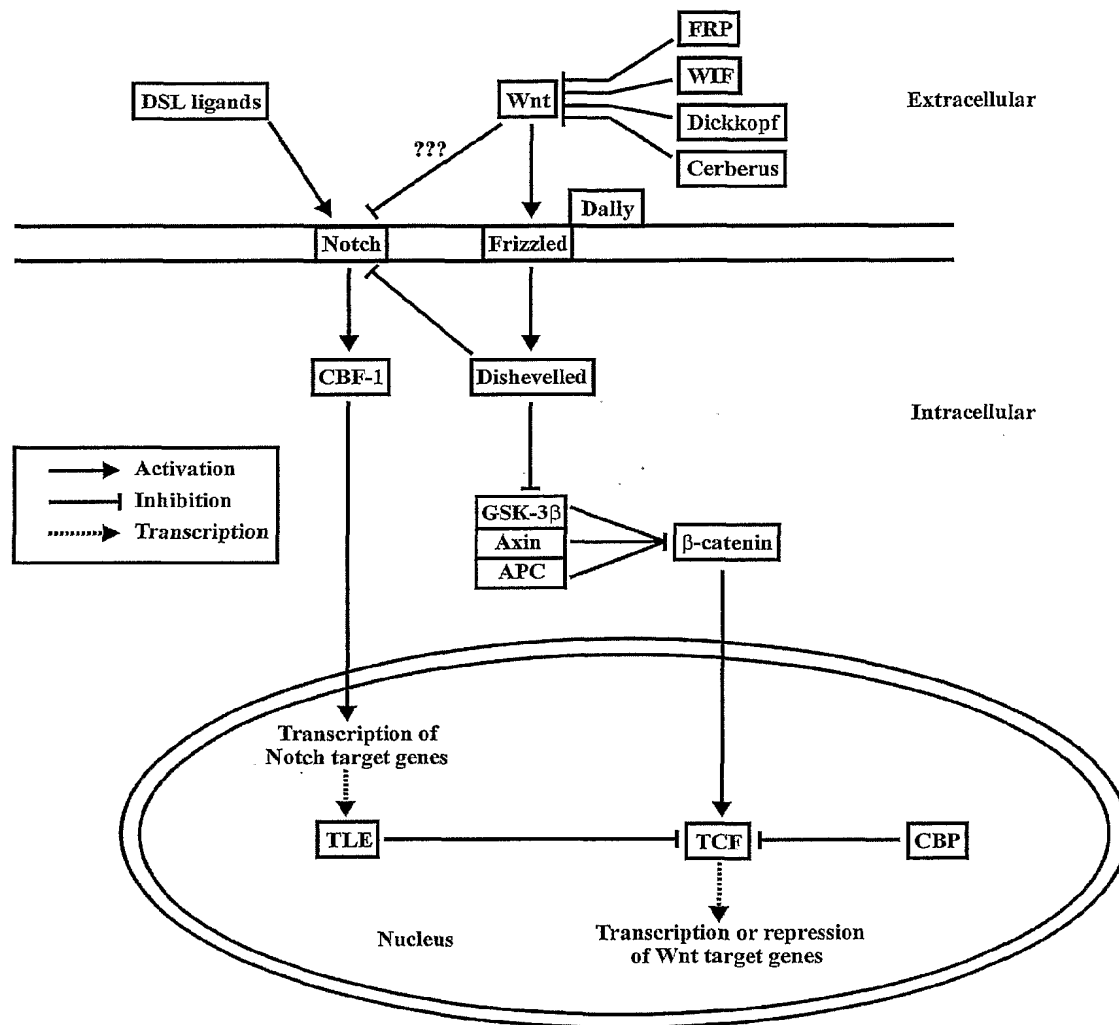 FRP
WIF
Wnt
DSL ligands
Extracellular
Dickkopf
???
Cerberus
Dally
Notch
Frizzled
CBF-1
Dishevelled
Intracellular
Activation
Inhibition
Transcription
GSK-3β
Axin
β-catenin
APC
Transcription of
Notch target genes
TLE
TCF
CBP
Nucleus
Transcription or repression
of Wnt target genes